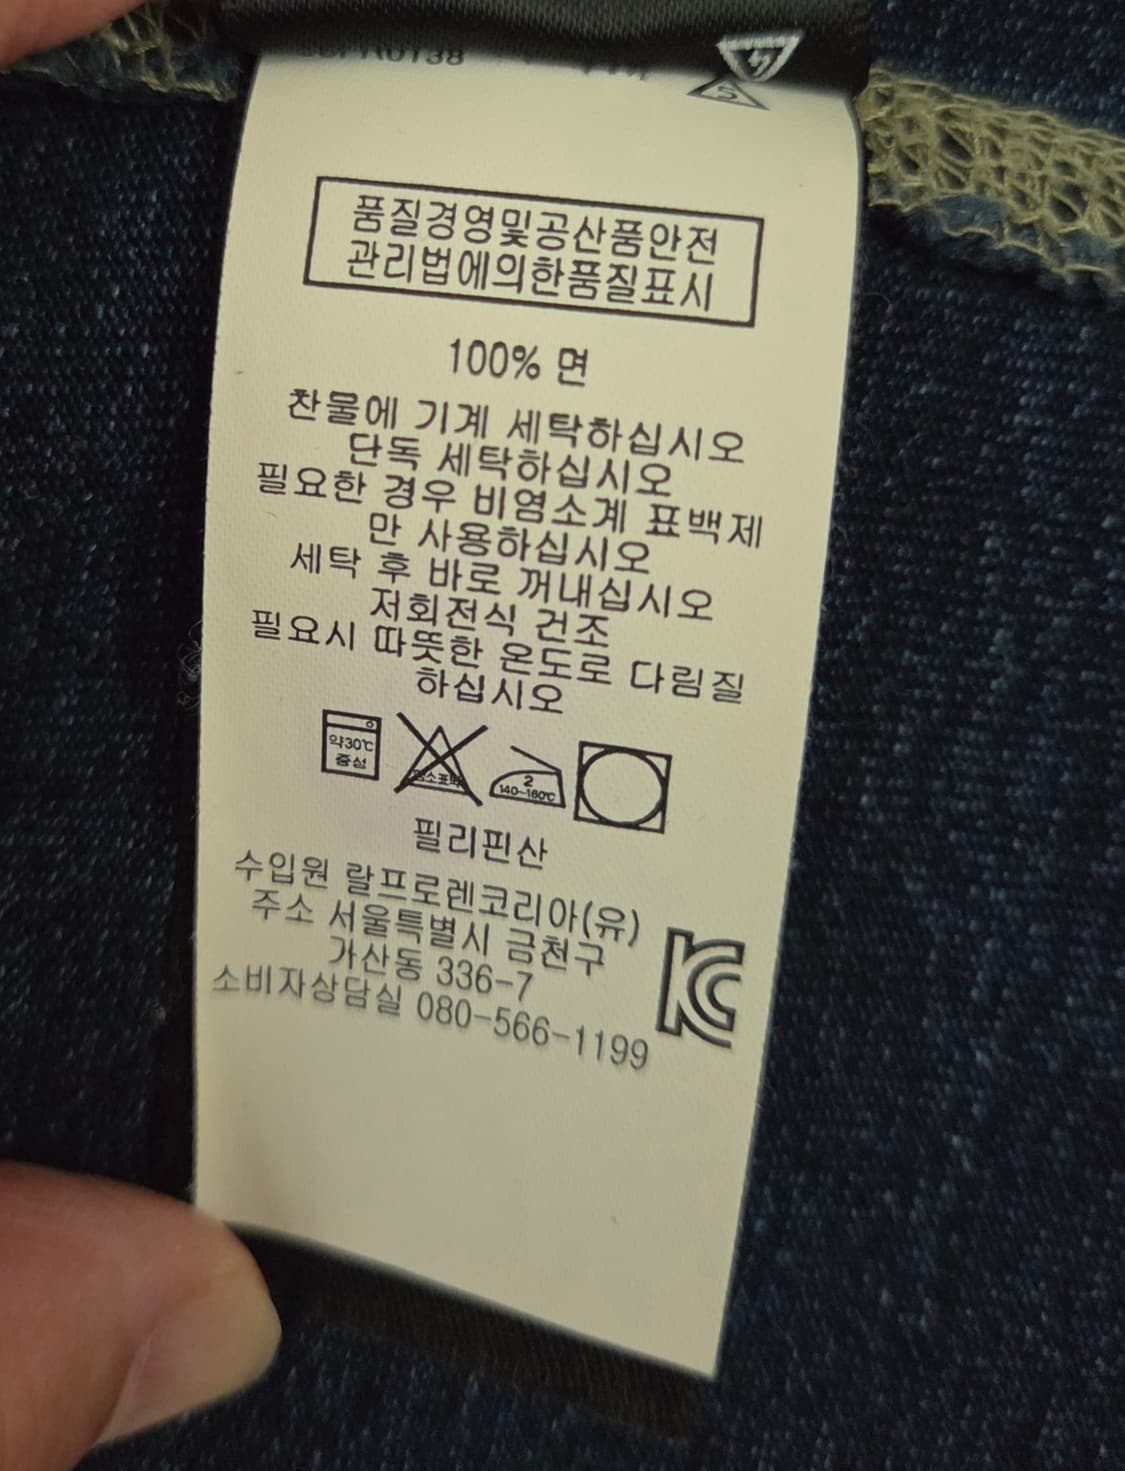 품질경영및공산품안전
관리법에의한품질표시
100% 면
찬물에 기계 세탁하십시오
단독 세탁하십시오
필요한 경우 비염소계 표백제
만 사용하십시오
세탁 후 바로 꺼내십시오
저회전식 건조
필요시 따뜻한 온도로 다림질
하십시오
약30℃
중성
2
140~160℃
필리핀산
수입원 랄프로렌코리아(유)
주소 서울특별시 금천구
가산동 336-7
소비자상담실 080-566-1199